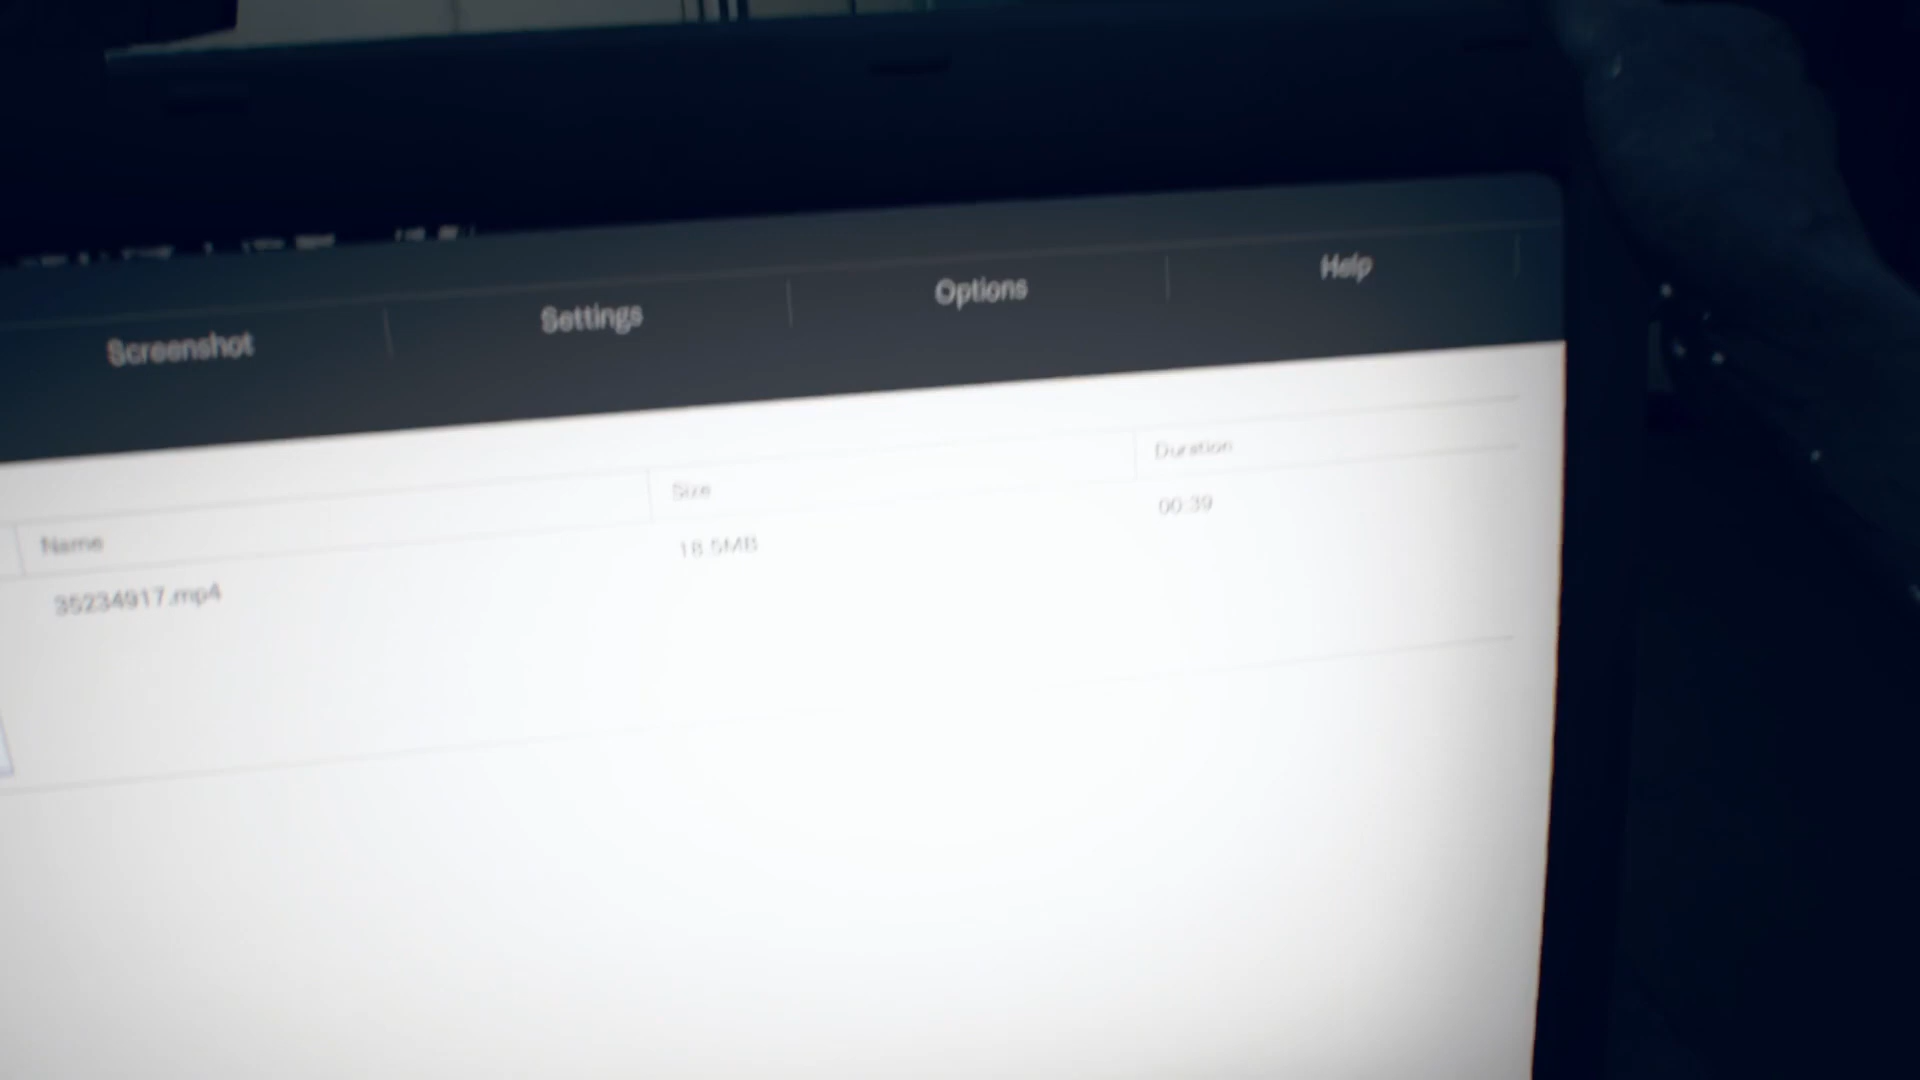 Screenshot Settings Options Help
Name Size Duration
35234917.mp4 18.5MB 00:39